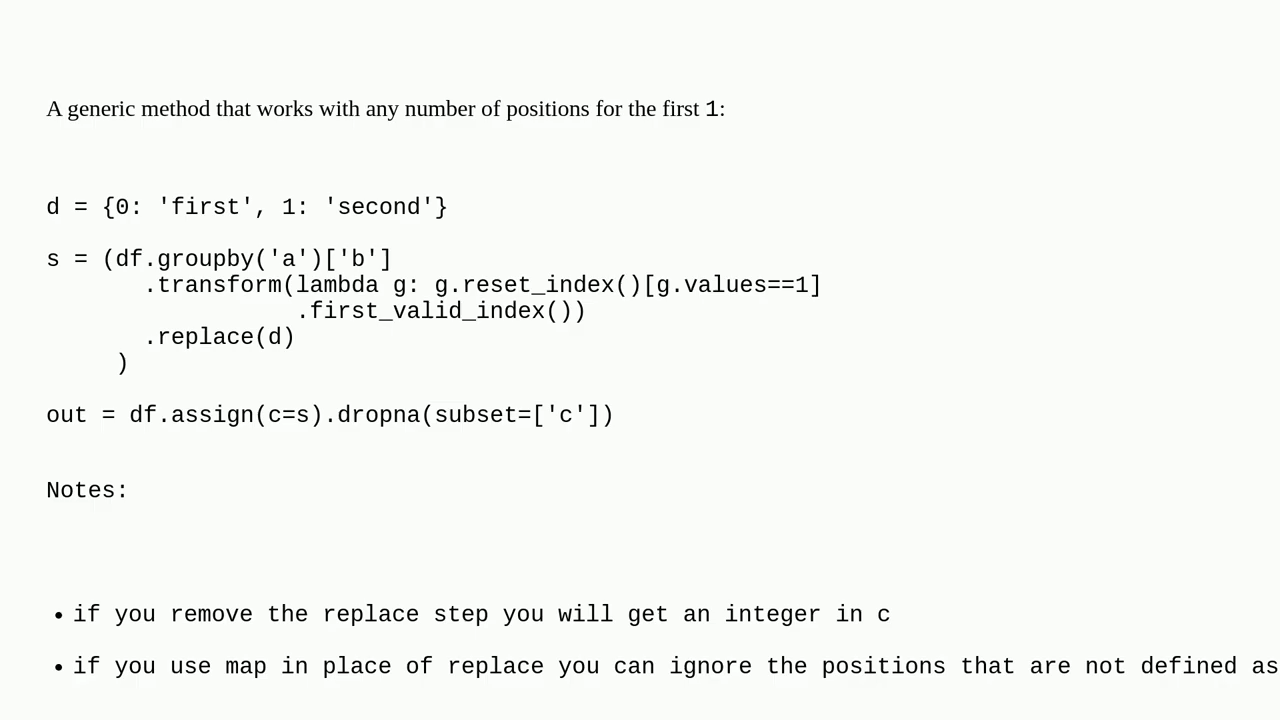 A generic method that works with any number of positions for the first 1:
d = {0: 'first', 1: 'second'}
s = (df.groupby('a')['b']
       .transform(lambda g: g.reset_index()[g.values==1]
                  .first_valid_index())
       .replace(d)
     )
out = df.assign(c=s).dropna(subset=['c'])
Notes:
• if you remove the replace step you will get an integer in c
• if you use map in place of replace you can ignore the positions that are not defined as